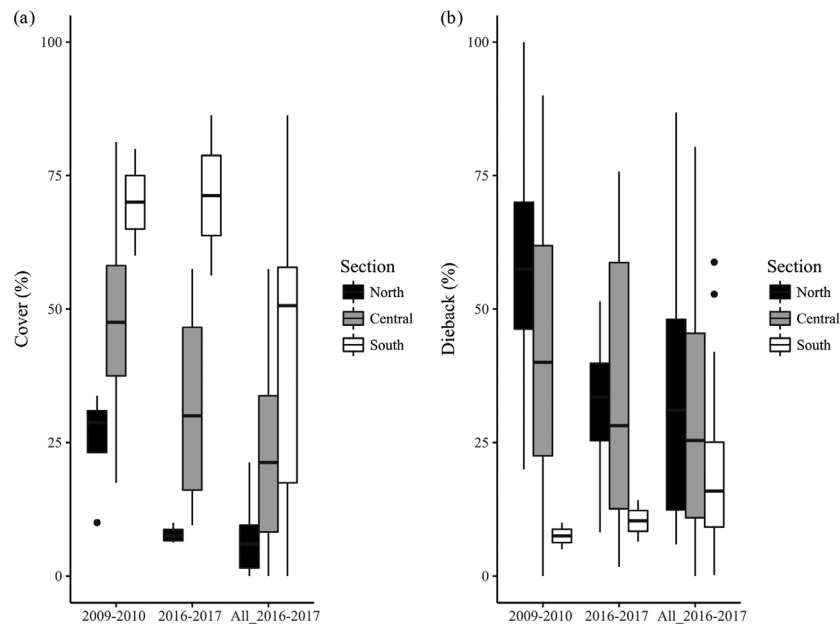 (a)
Cover (%)
100
75
50
25
0
2009-2010 2016-2017 All_2016-2017
Section
North
Central
South
(b)
Dieback (%)
100
75
50
25
0
2009-2010 2016-2017 All_2016-2017
Section
North
Central
South